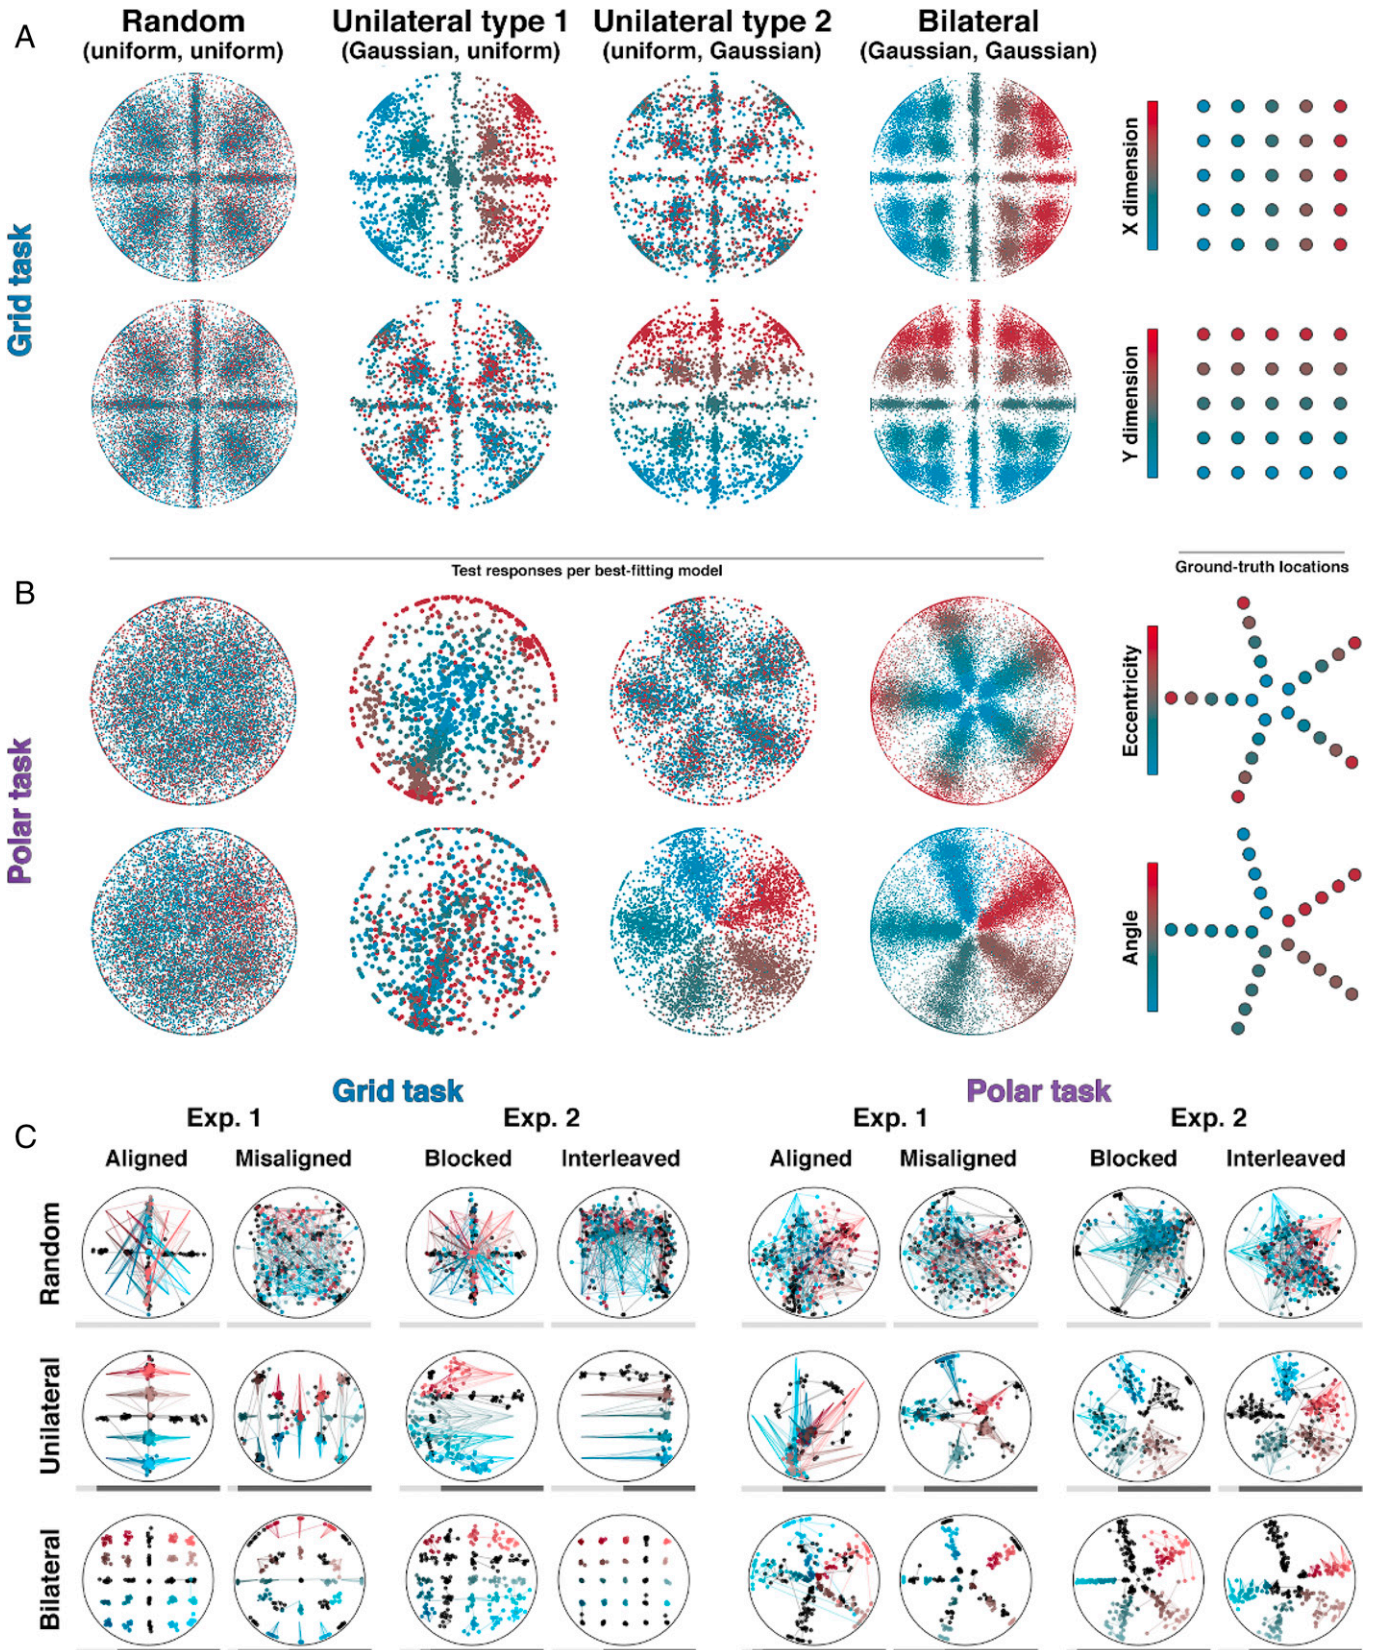 A
Random
(uniform, uniform)
Unilateral type 1
(Gaussian, uniform)
Unilateral type 2
(uniform, Gaussian)
Bilateral
(Gaussian, Gaussian)
Grid task
X dimension
Y dimension
Test responses per best-fitting model
Ground-truth locations
B
Polar task
Eccentricity
Angle
C
Grid task
Polar task
Exp. 1
Exp. 2
Exp. 1
Exp. 2
Aligned
Misaligned
Blocked
Interleaved
Aligned
Misaligned
Blocked
Interleaved
Random
Unilateral
Bilateral